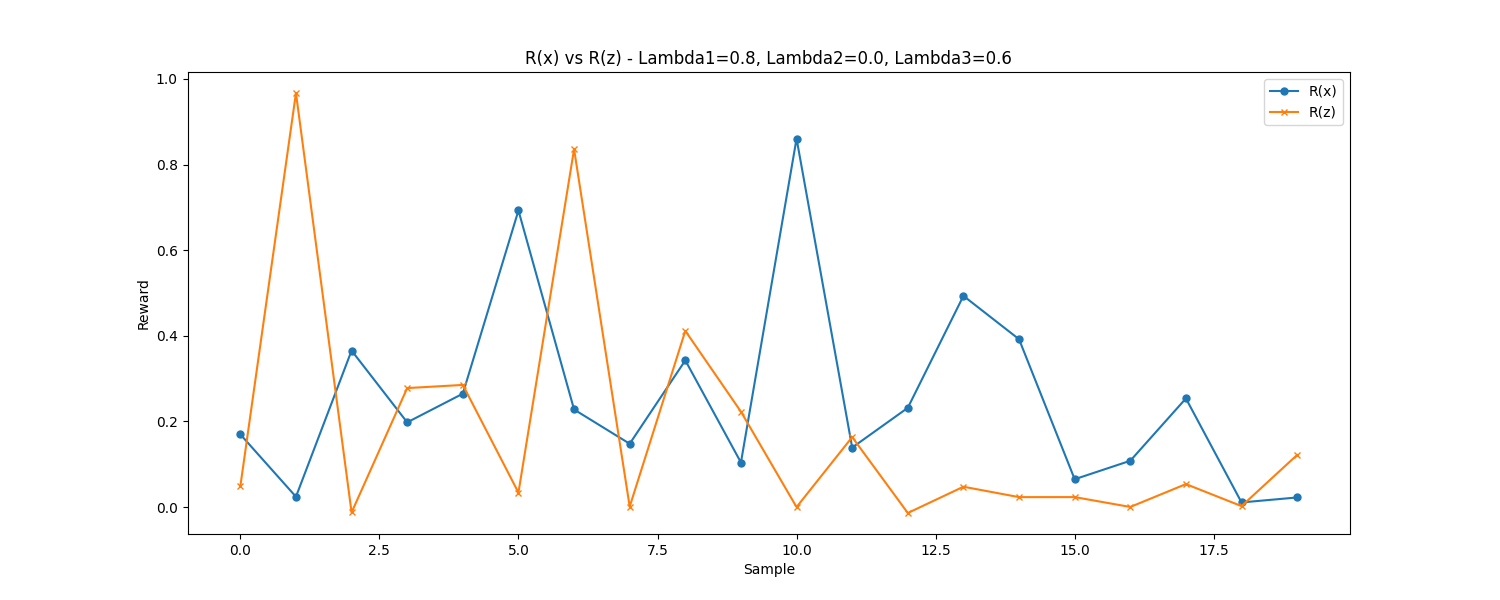 R(x) vs R(z) - Lambda1=0.8, Lambda2=0.0, Lambda3=0.6
R(x)
R(z)
Reward
1.0
0.8
0.6
0.4
0.2
0.0
0.0 2.5 5.0 7.5 10.0 12.5 15.0 17.5
Sample